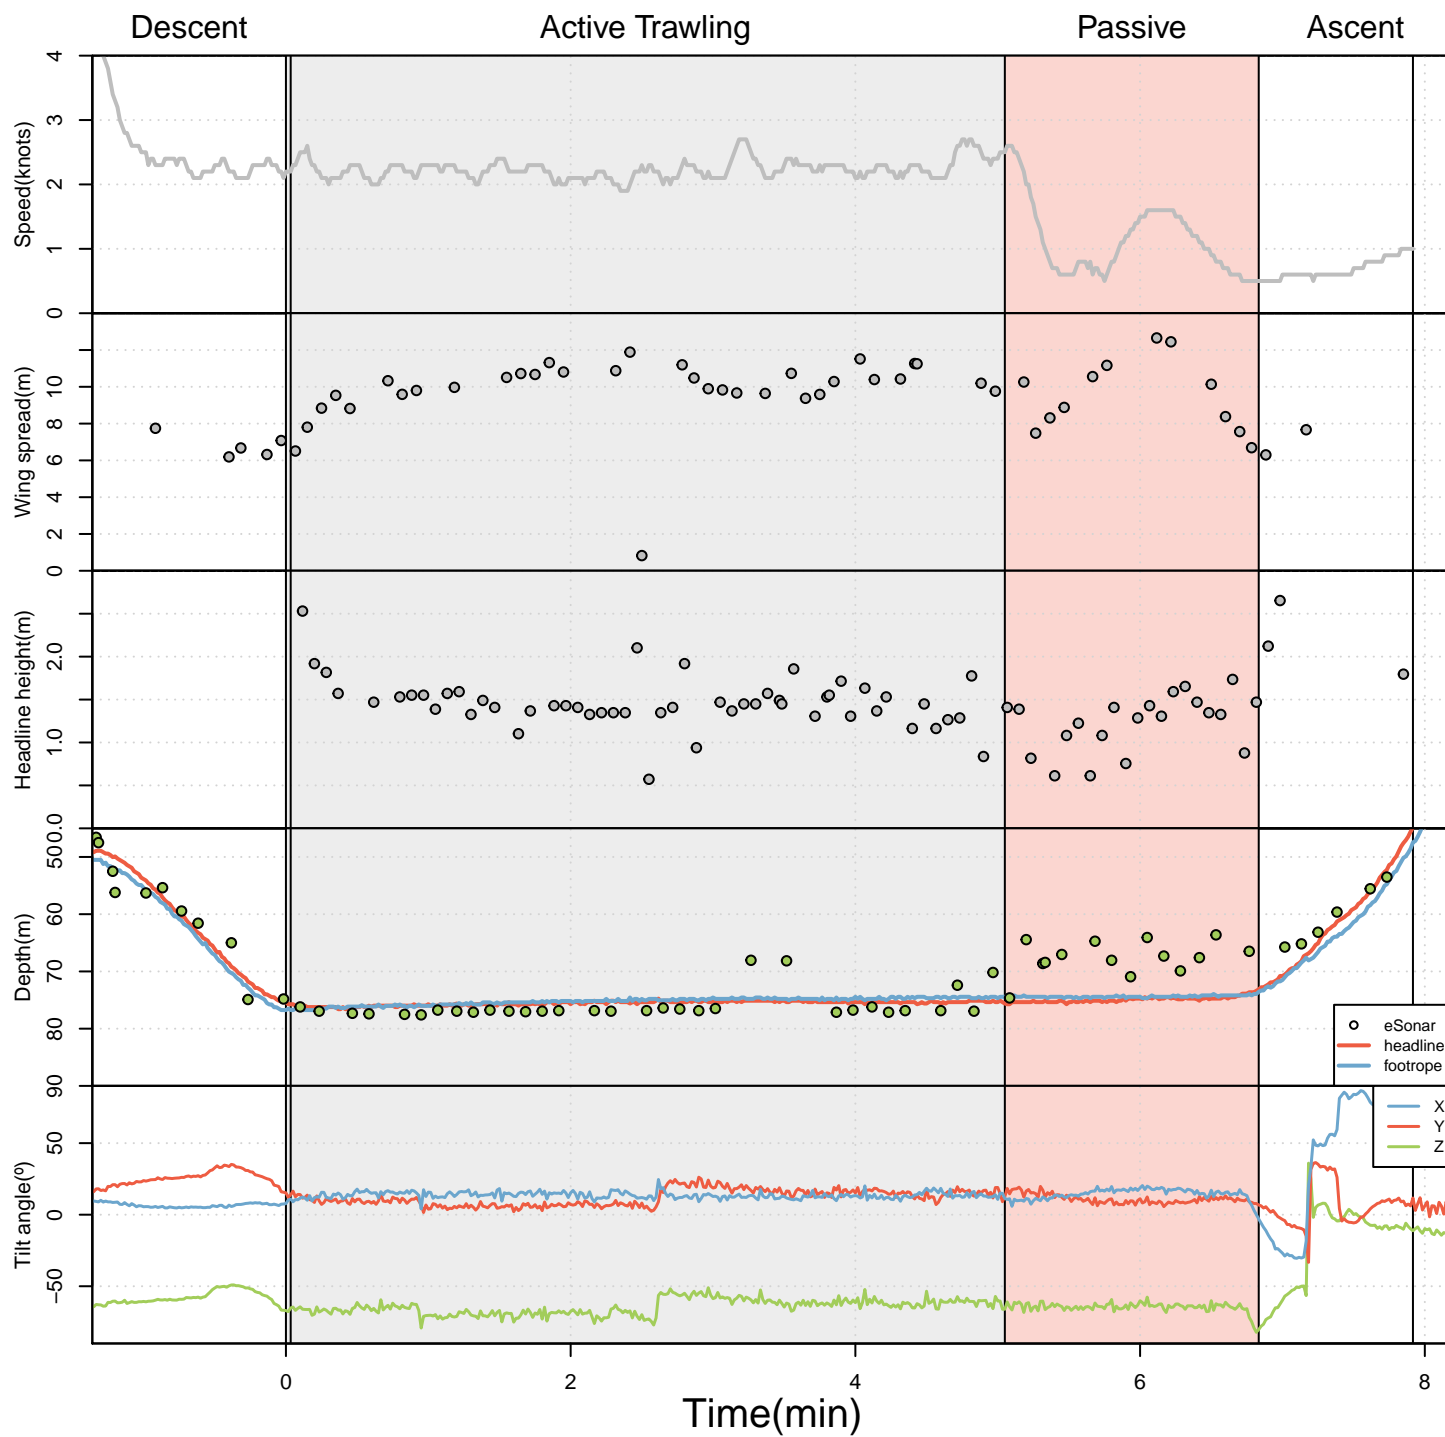 Descent Active Trawling Passive Ascent
Speed(knots)
4
3
2
1
0
Wing spread(m)
10
8
6
4
2
0
Headline height(m)
2.0
1.0
0.0
Depth(m)
50
60
70
80
90
eSonar
headline
footrope
Tilt angle(º)
50
0
−50
X
Y
Z
0 2 4 6 8
Time(min)